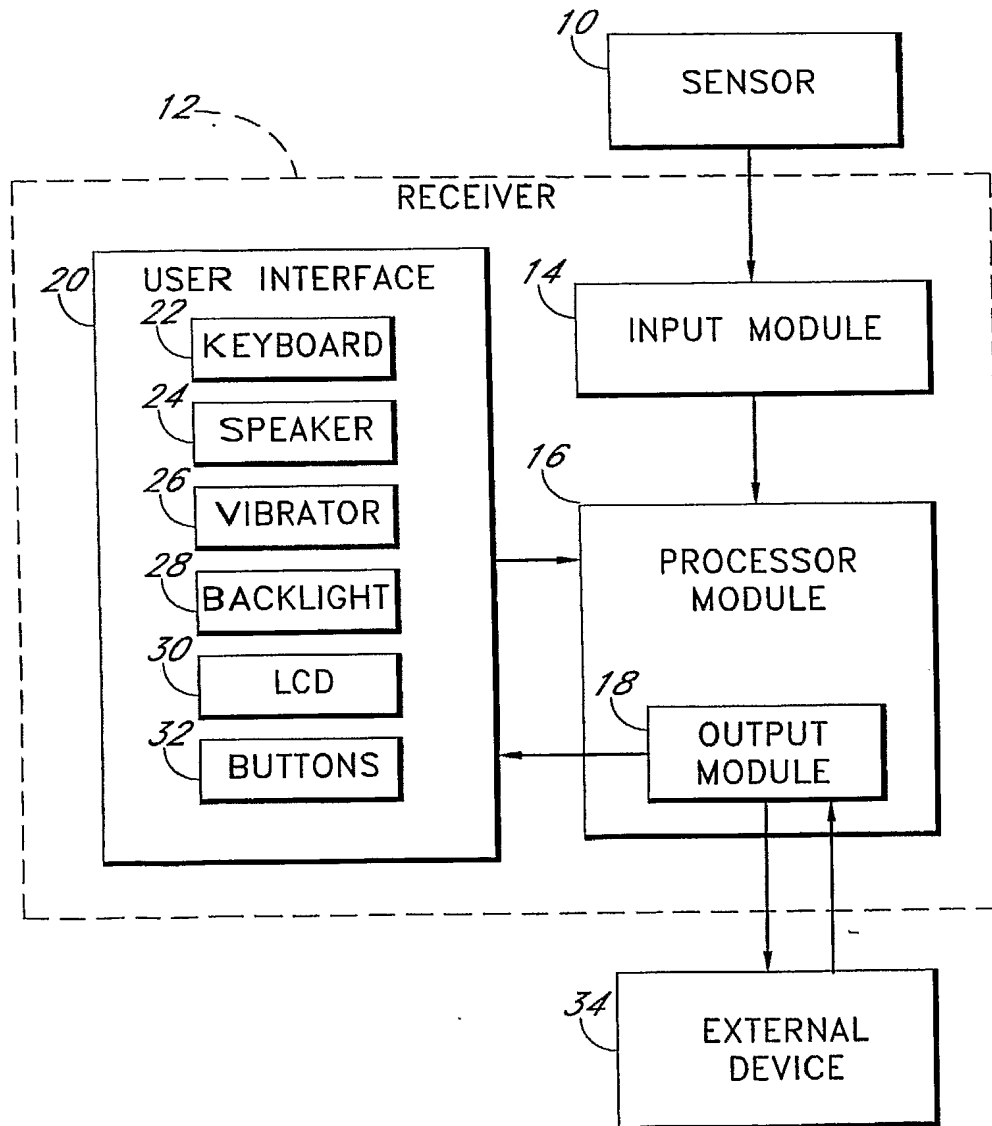 10
SENSOR
12
RECEIVER
20
USER INTERFACE
22
KEYBOARD
24
SPEAKER
26
VIBRATOR
28
BACKLIGHT
30
LCD
32
BUTTONS
14
INPUT MODULE
16
PROCESSOR
MODULE
18
OUTPUT
MODULE
34
EXTERNAL
DEVICE